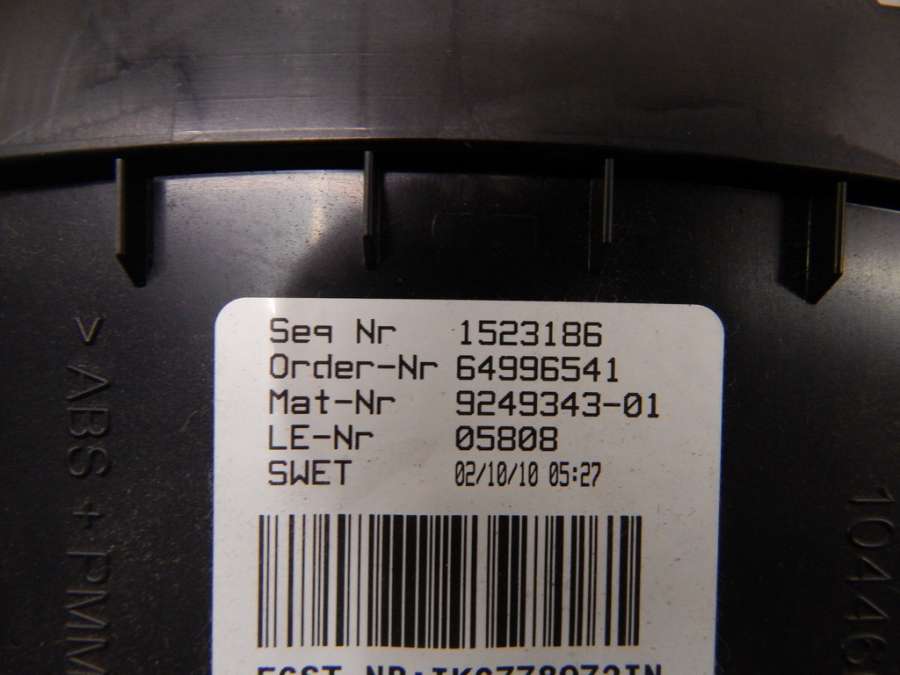 Seq Nr 1523186
Order-Nr 64996541
Mat-Nr 9249343-01
LE-Nr 05808
SWET 02/10/10 05:27
> ABS + PMM
10446